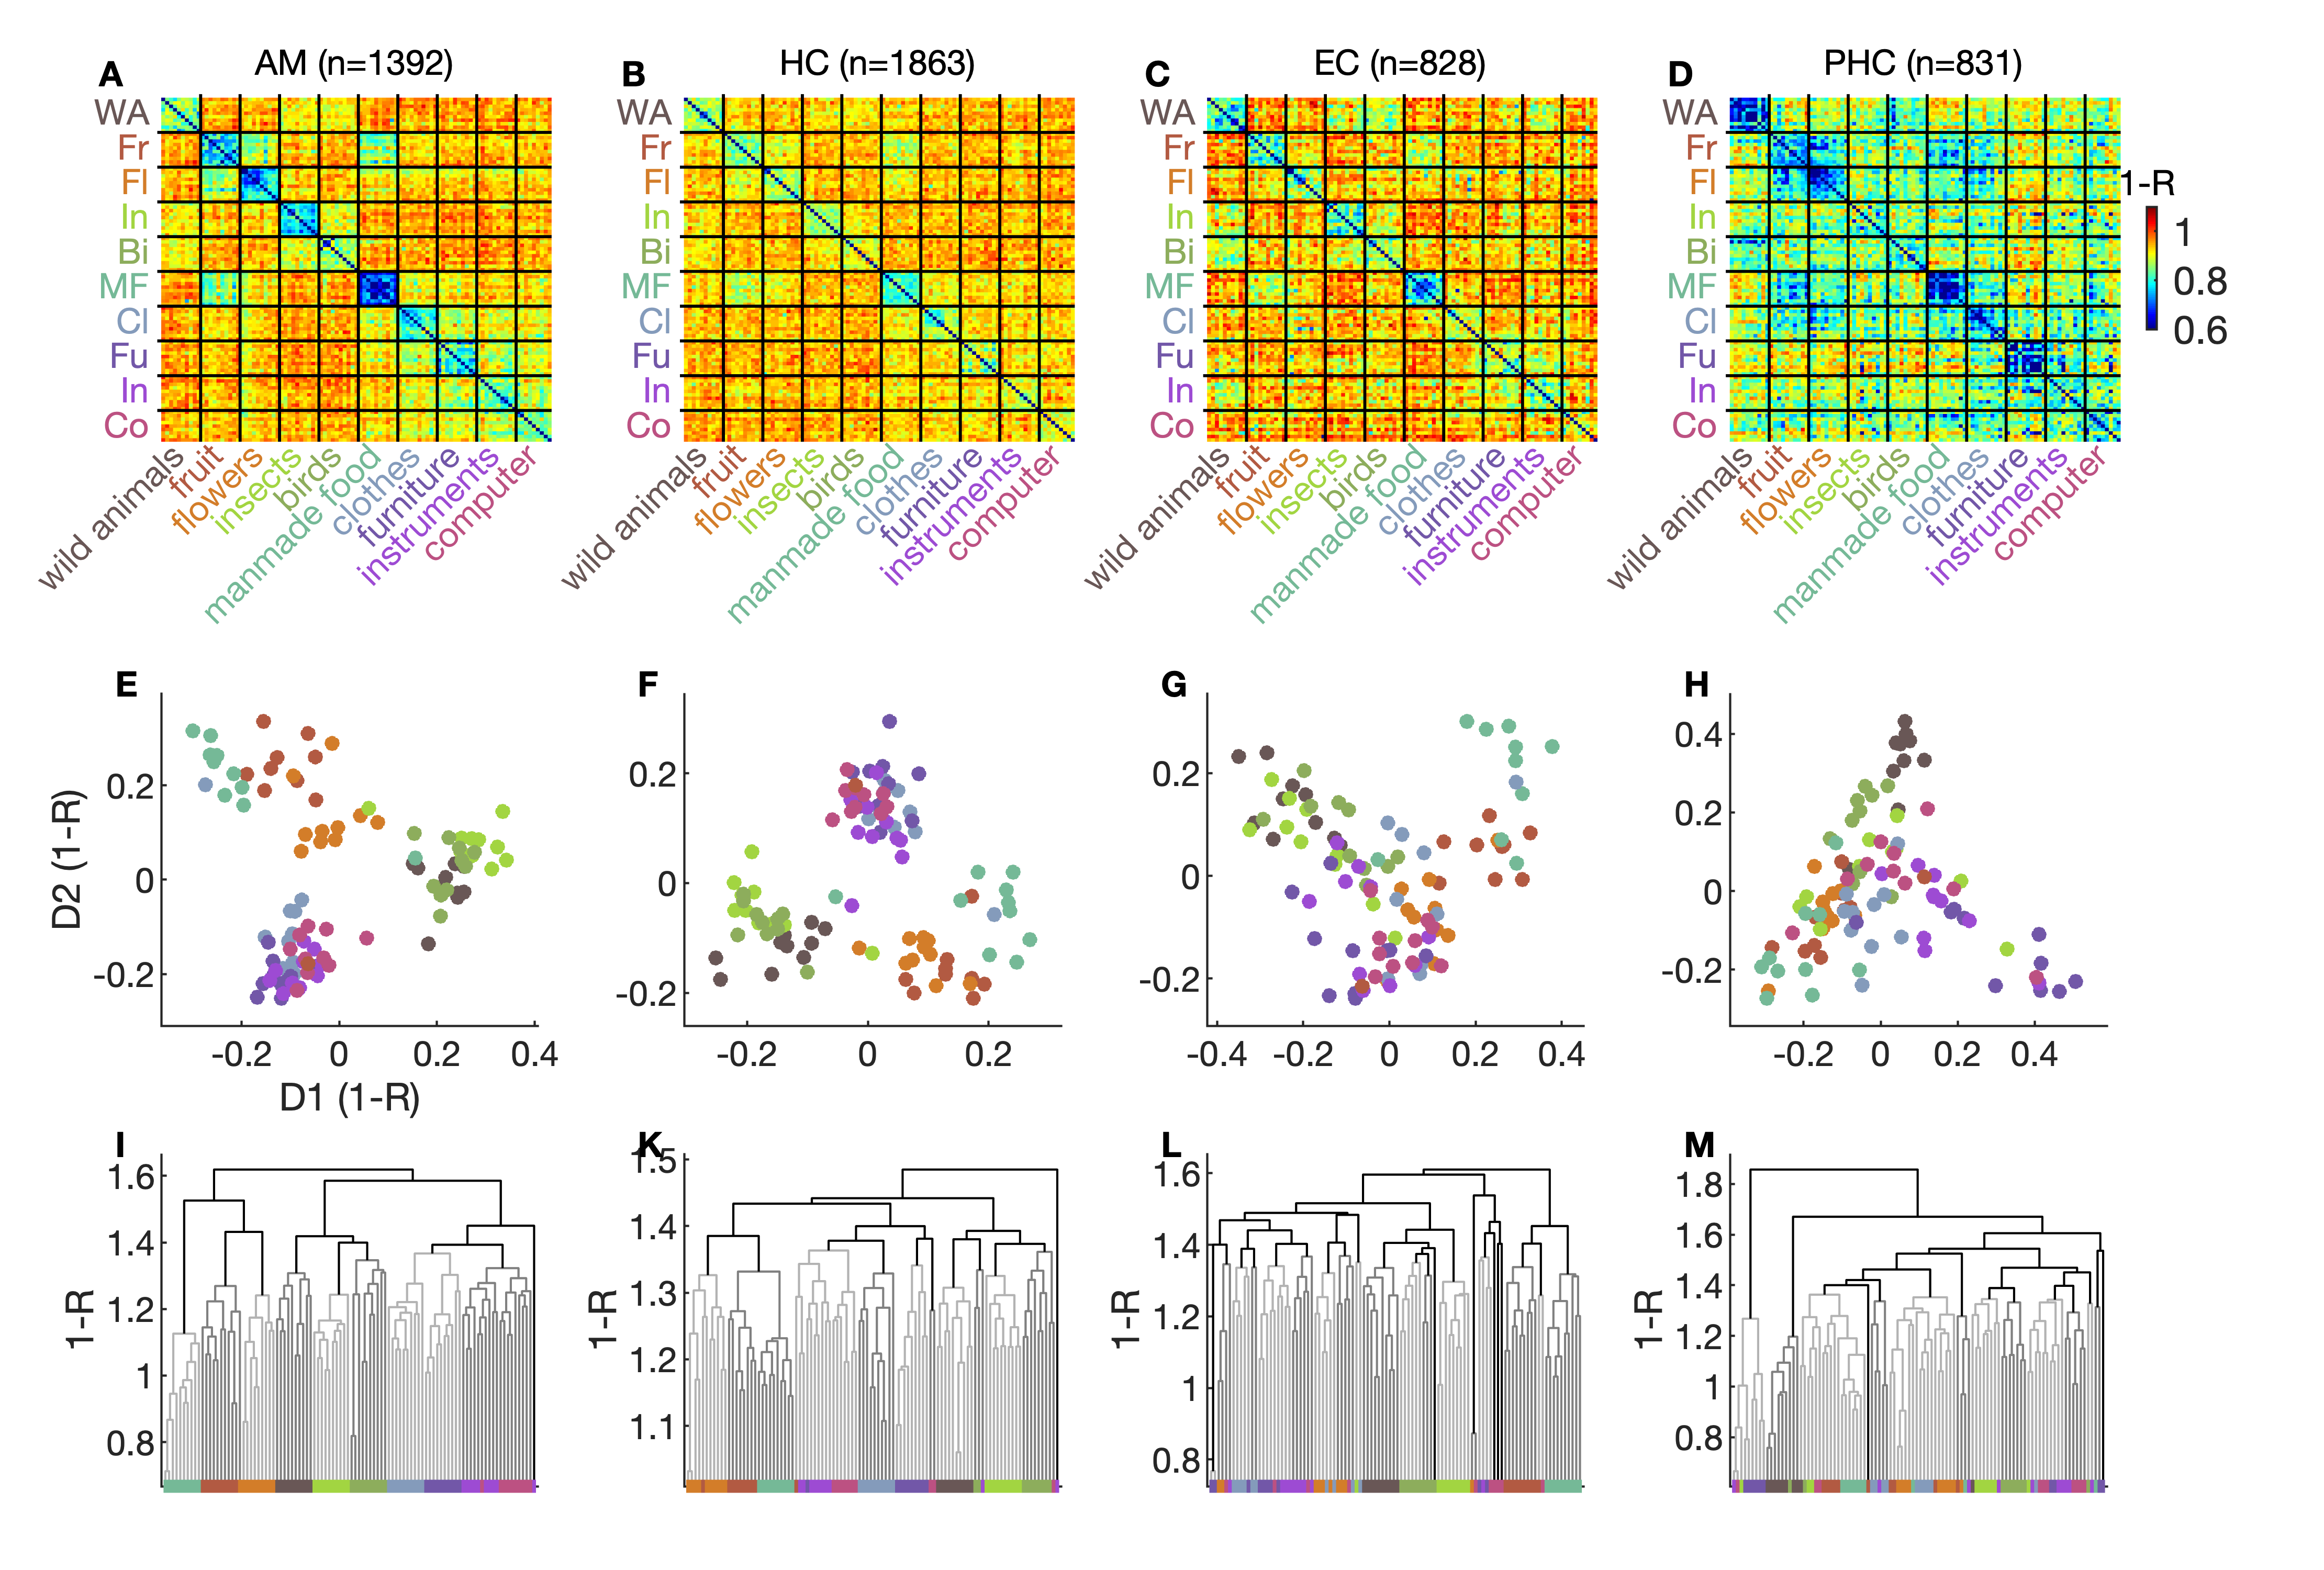 A AM (n=1392)
B HC (n=1863)
C EC (n=828)
D PHC (n=831)
WA
Fr
Fl
In
Bi
MF
Cl
Fu
In
Co
wild animals
fruit
flowers
insects
birds
manmade food
clothes
furniture
instruments
computer
WA
Fr
Fl
In
Bi
MF
Cl
Fu
In
Co
wild animals
fruit
flowers
insects
birds
manmade food
clothes
furniture
instruments
computer
WA
Fr
Fl
In
Bi
MF
Cl
Fu
In
Co
wild animals
fruit
flowers
insects
birds
manmade food
clothes
furniture
instruments
computer
WA
Fr
Fl
In
Bi
MF
Cl
Fu
In
Co
wild animals
fruit
flowers
insects
birds
manmade food
clothes
furniture
instruments
computer
1-R
1
0.8
0.6
E
D2 (1-R)
0.2
0
-0.2
-0.2 0 0.2 0.4
D1 (1-R)
F
0.2
0
-0.2
-0.2 0 0.2
G
0.2
0
-0.2
-0.4 -0.2 0 0.2 0.4
H
0.4
0.2
0
-0.2
-0.2 0 0.2 0.4
I
1-R
1.6
1.4
1.2
1
0.8
K
1-R
1.5
1.4
1.3
1.2
1.1
L
1-R
1.6
1.4
1.2
1
0.8
M
1-R
1.8
1.6
1.4
1.2
1
0.8